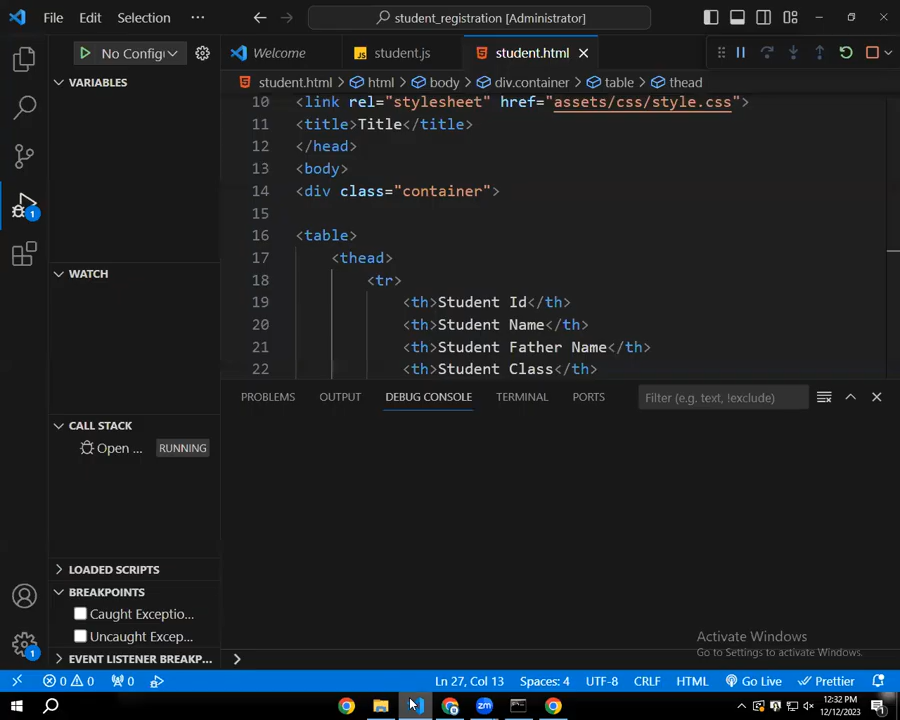 File Edit Selection ··· student_registration [Administrator]
No Config
Welcome student.js student.html
student.html > html > body > div.container > table > thead
VARIABLES
WATCH
CALL STACK
Open ... RUNNING
LOADED SCRIPTS
BREAKPOINTS
Caught Exceptio...
Uncaught Excep...
EVENT LISTENER BREAKP...
1
1
10 <link rel="stylesheet" href="assets/css/style.css">
11 <title>Title</title>
12 </head>
13 <body>
14 <div class="container">
15
16 <table>
17 <thead>
18 <tr>
19 <th>Student Id</th>
20 <th>Student Name</th>
21 <th>Student Father Name</th>
22 <th>Student Class</th>
PROBLEMS OUTPUT DEBUG CONSOLE TERMINAL PORTS Filter (e.g. text, !exclude)
Activate Windows
Go to Settings to activate Windows.
0 0 0 Ln 27, Col 13 Spaces: 4 UTF-8 CRLF HTML Go Live Prettier
zm
12:32 PM
12/12/2023
1